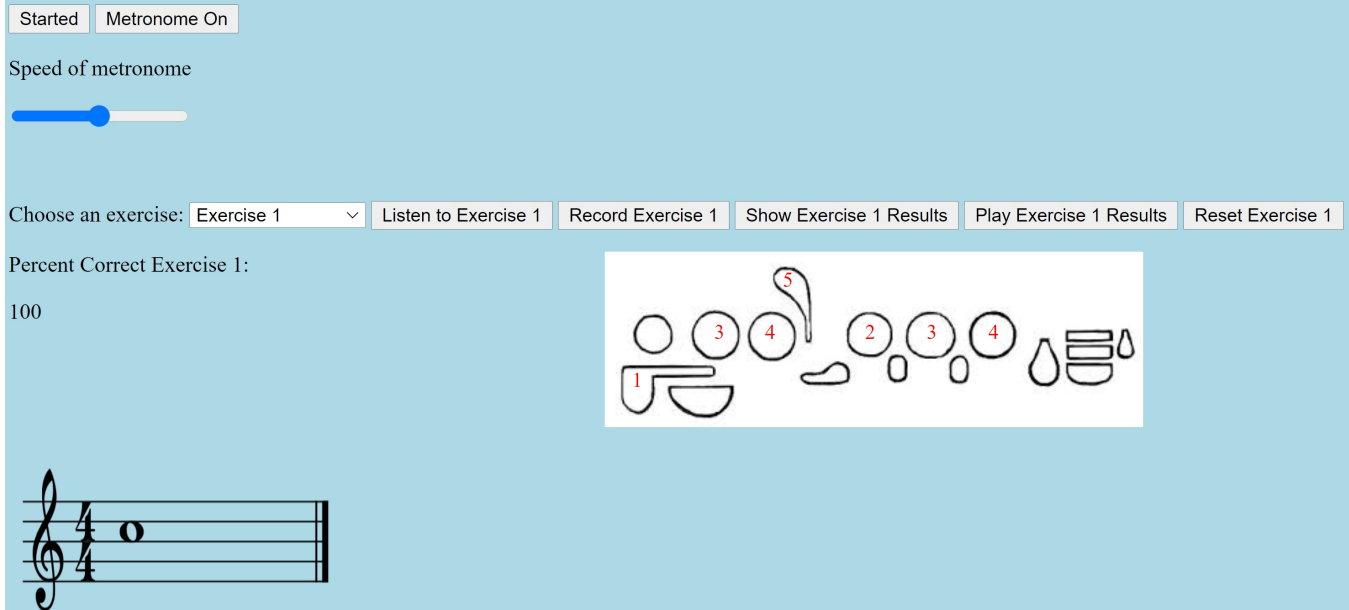 Started Metronome On
Speed of metronome
Choose an exercise: Exercise 1 Listen to Exercise 1 Record Exercise 1 Show Exercise 1 Results Play Exercise 1 Results Reset Exercise 1
Percent Correct Exercise 1:
100
5
3 4 2 3 4
1
4
4